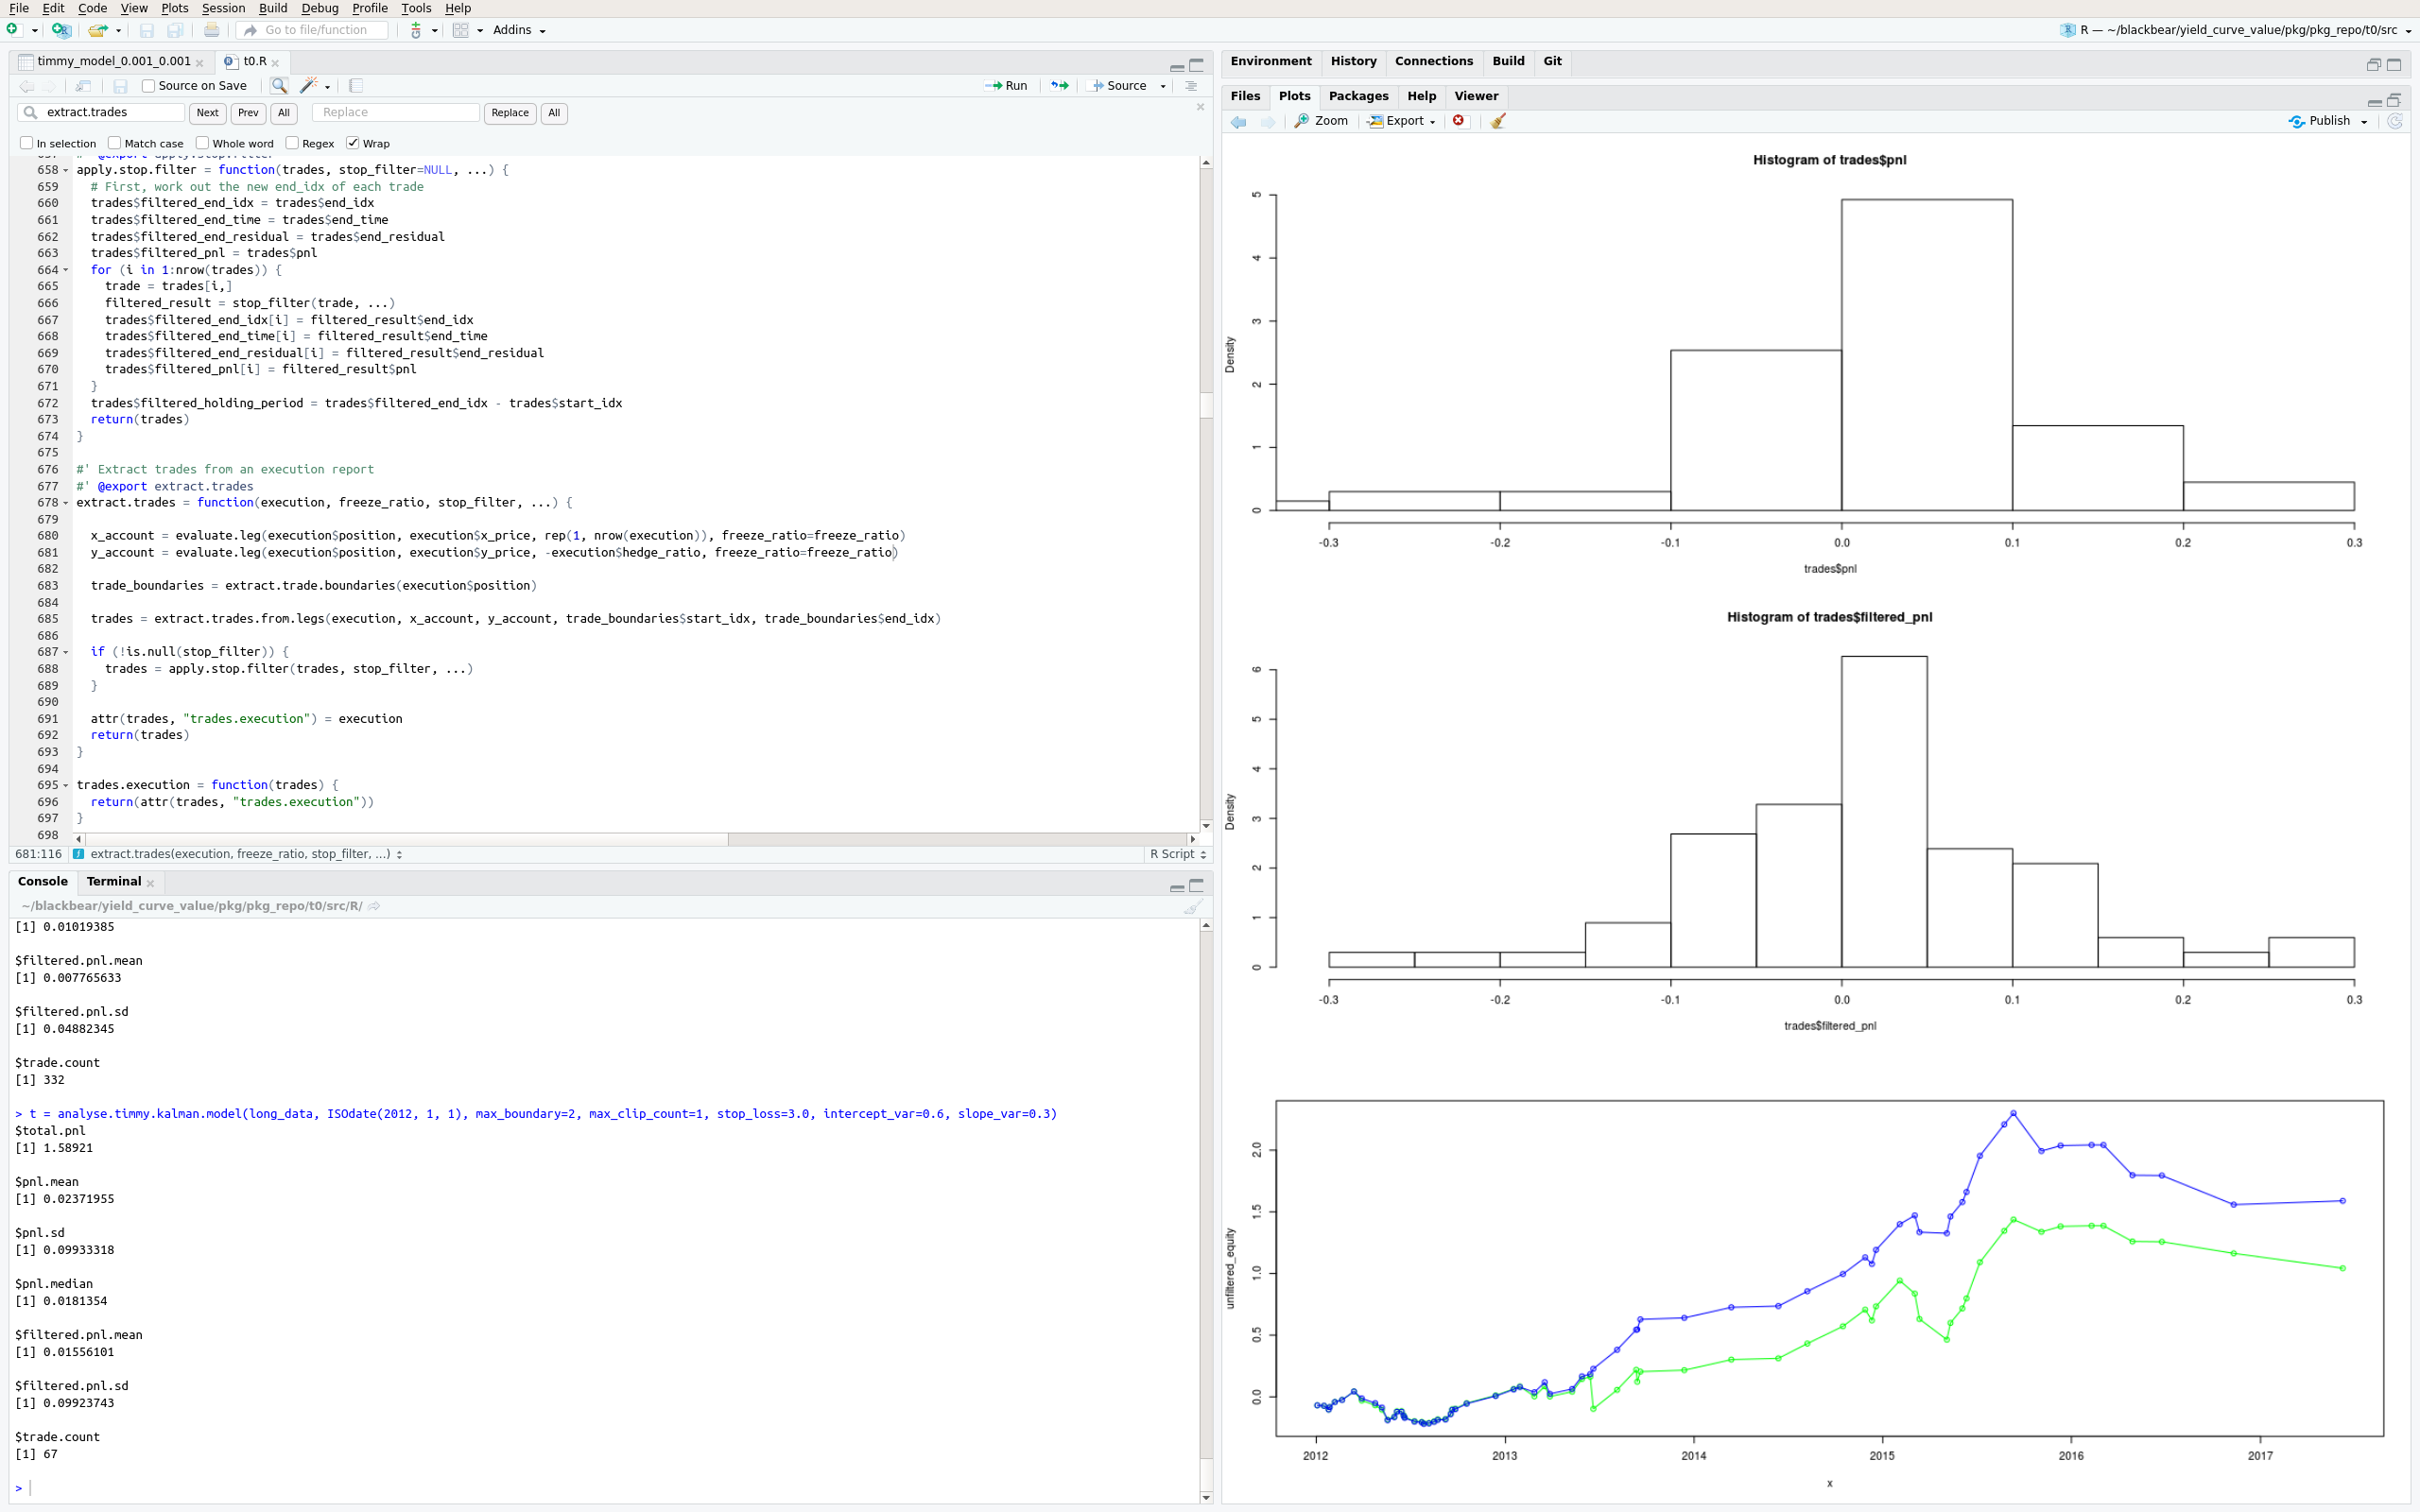 File Edit Code View Plots Session Build Debug Profile Tools Help
Go to file/function Addins R — ~/blackbear/yield_curve_value/pkg/pkg_repo/t0/src
timmy_model_0.001_0.001 t0.R
Source on Save Run Source
extract.trades Next Prev All Replace Replace All
In selection Match case Whole word Regex Wrap
#' @export apply.stop.filter
658 apply.stop.filter = function(trades, stop_filter=NULL, ...) {
659 # First, work out the new end_idx of each trade
660 trades$filtered_end_idx = trades$end_idx
661 trades$filtered_end_time = trades$end_time
662 trades$filtered_end_residual = trades$end_residual
663 trades$filtered_pnl = trades$pnl
664 for (i in 1:nrow(trades)) {
665 trade = trades[i,]
666 filtered_result = stop_filter(trade, ...)
667 trades$filtered_end_idx[i] = filtered_result$end_idx
668 trades$filtered_end_time[i] = filtered_result$end_time
669 trades$filtered_end_residual[i] = filtered_result$end_residual
670 trades$filtered_pnl[i] = filtered_result$pnl
671 }
672 trades$filtered_holding_period = trades$filtered_end_idx - trades$start_idx
673 return(trades)
674 }
675
676 #' Extract trades from an execution report
677 #' @export extract.trades
678 extract.trades = function(execution, freeze_ratio, stop_filter, ...) {
679
680 x_account = evaluate.leg(execution$position, execution$x_price, rep(1, nrow(execution)), freeze_ratio=freeze_ratio)
681 y_account = evaluate.leg(execution$position, execution$y_price, -execution$hedge_ratio, freeze_ratio=freeze_ratio)
682
683 trade_boundaries = extract.trade.boundaries(execution$position)
684
685 trades = extract.trades.from.legs(execution, x_account, y_account, trade_boundaries$start_idx, trade_boundaries$end_idx)
686
687 if (!is.null(stop_filter)) {
688 trades = apply.stop.filter(trades, stop_filter, ...)
689 }
690
691 attr(trades, "trades.execution") = execution
692 return(trades)
693 }
694
695 trades.execution = function(trades) {
696 return(attr(trades, "trades.execution"))
697 }
698
681:116 extract.trades(execution, freeze_ratio, stop_filter, ...) R Script
Console Terminal
~/blackbear/yield_curve_value/pkg/pkg_repo/t0/src/R/
[1] 0.01019385
$filtered.pnl.mean
[1] 0.007765633
$filtered.pnl.sd
[1] 0.04882345
$trade.count
[1] 332
> t = analyse.timmy.kalman.model(long_data, ISOdate(2012, 1, 1), max_boundary=2, max_clip_count=1, stop_loss=3.0, intercept_var=0.6, slope_var=0.3)
$total.pnl
[1] 1.58921
$pnl.mean
[1] 0.02371955
$pnl.sd
[1] 0.09933318
$pnl.median
[1] 0.0181354
$filtered.pnl.mean
[1] 0.01556101
$filtered.pnl.sd
[1] 0.09923743
$trade.count
[1] 67
>
Environment History Connections Build Git
Files Plots Packages Help Viewer
Zoom Export Publish
Histogram of trades$pnl
Density
0 1 2 3 4 5
-0.3 -0.2 -0.1 0.0 0.1 0.2 0.3
trades$pnl
Histogram of trades$filtered_pnl
Density
0 1 2 3 4 5 6
-0.3 -0.2 -0.1 0.0 0.1 0.2 0.3
trades$filtered_pnl
unfiltered_equity
0.0 0.5 1.0 1.5 2.0
2012 2013 2014 2015 2016 2017
x